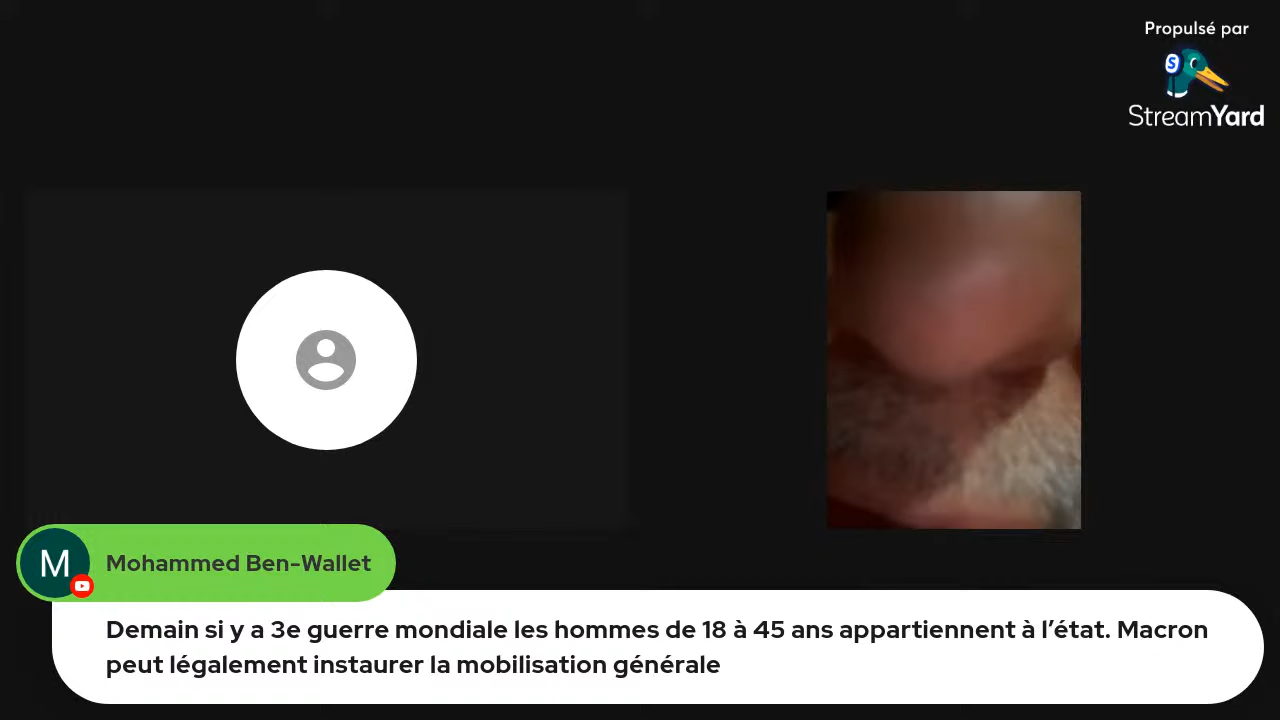 Propulsé par
S
StreamYard
M
Mohammed Ben-Wallet
Demain si y a 3e guerre mondiale les hommes de 18 à 45 ans appartiennent à l’état. Macron
peut légalement instaurer la mobilisation générale